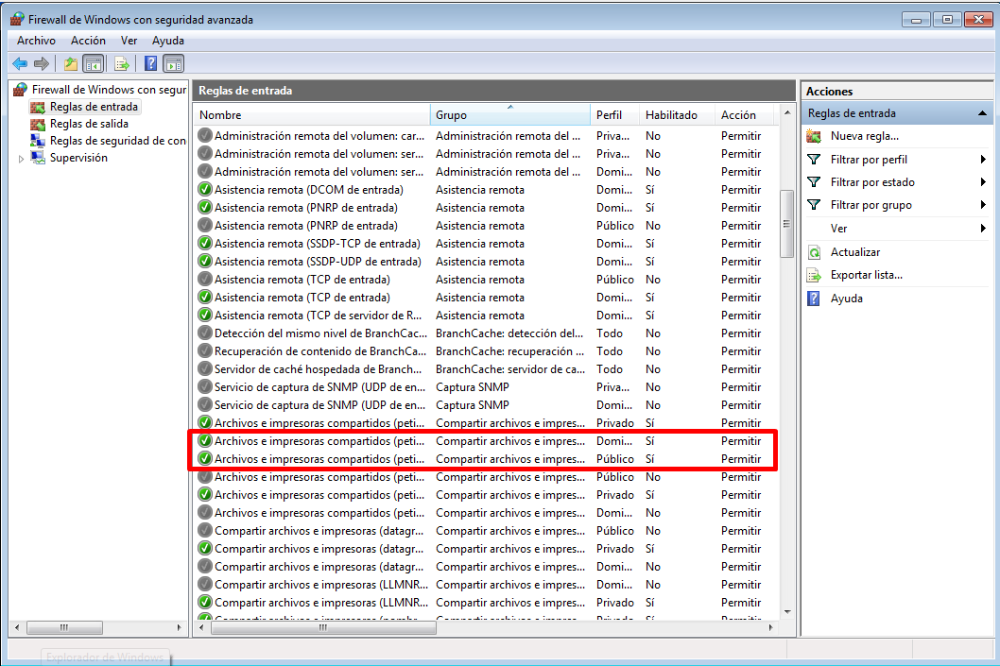 Firewall de Windows con seguridad avanzada
Archivo Acción Ver Ayuda
Firewall de Windows con segur
Reglas de entrada
Reglas de salida
Reglas de seguridad de con
Supervisión
Reglas de entrada
Nombre Grupo Perfil Habilitado Acción
Administración remota del volumen: car... Administración remota del ... Priva... No Permitir
Administración remota del volumen: ser... Administración remota del ... Priva... No Permitir
Administración remota del volumen: ser... Administración remota del ... Domi... No Permitir
Asistencia remota (DCOM de entrada) Asistencia remota Domi... Sí Permitir
Asistencia remota (PNRP de entrada) Asistencia remota Domi... Sí Permitir
Asistencia remota (PNRP de entrada) Asistencia remota Público No Permitir
Asistencia remota (SSDP-TCP de entrada) Asistencia remota Domi... Sí Permitir
Asistencia remota (SSDP-UDP de entrada) Asistencia remota Domi... Sí Permitir
Asistencia remota (TCP de entrada) Asistencia remota Público No Permitir
Asistencia remota (TCP de entrada) Asistencia remota Domi... Sí Permitir
Asistencia remota (TCP de servidor de R... Asistencia remota Domi... Sí Permitir
Detección del mismo nivel de BranchCac... BranchCache: detección del... Todo No Permitir
Recuperación de contenido de BranchCa... BranchCache: recuperación ... Todo No Permitir
Servidor de caché hospedada de Branch... BranchCache: servidor de ca... Todo No Permitir
Servicio de captura de SNMP (UDP de en... Captura SNMP Priva... No Permitir
Servicio de captura de SNMP (UDP de en... Captura SNMP Domi... No Permitir
Archivos e impresoras compartidos (peti... Compartir archivos e impres... Privado Sí Permitir
Archivos e impresoras compartidos (peti... Compartir archivos e impres... Domi... Sí Permitir
Archivos e impresoras compartidos (peti... Compartir archivos e impres... Público Sí Permitir
Archivos e impresoras compartidos (peti... Compartir archivos e impres... Público No Permitir
Archivos e impresoras compartidos (peti... Compartir archivos e impres... Privado Sí Permitir
Archivos e impresoras compartidos (peti... Compartir archivos e impres... Domi... No Permitir
Compartir archivos e impresoras (datagr... Compartir archivos e impres... Público No Permitir
Compartir archivos e impresoras (datagr... Compartir archivos e impres... Privado Sí Permitir
Compartir archivos e impresoras (datagr... Compartir archivos e impres... Domi... No Permitir
Compartir archivos e impresoras (LLMNR... Compartir archivos e impres... Domi... No Permitir
Compartir archivos e impresoras (LLMNR... Compartir archivos e impres... Privado Sí Permitir
Acciones
Reglas de entrada
Nueva regla...
Filtrar por perfil
Filtrar por estado
Filtrar por grupo
Ver
Actualizar
Exportar lista...
Ayuda
Explorador de Windows